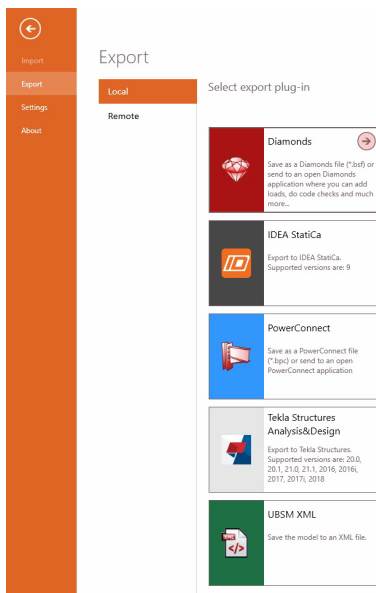 Import
Export
Settings
About
Export
Local
Remote
Select export plug-in
Diamonds
Save as a Diamonds file (*.bsf) or
send to an open Diamonds
application where you can add
loads, do code checks and much
more...
IDEA StatiCa
Export to IDEA StatiCa.
Supported versions are: 9
PowerConnect
Save as a PowerConnect file
(*.bpc) or send to an open
PowerConnect application
Tekla Structures
Analysis&Design
Export to Tekla Structures.
Supported versions are: 20.0,
20.1, 21.0, 21.1, 2016, 2016i,
2017, 2017i, 2018
UBSM XML
Save the model to an XML file.